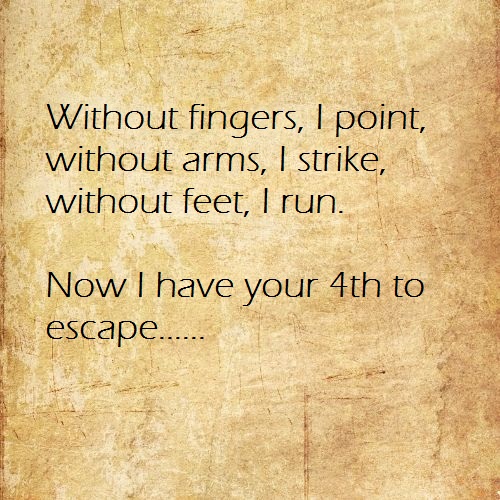 Without fingers, I point,
without arms, I strike,
without feet, I run.
Now I have your 4th to
escape......